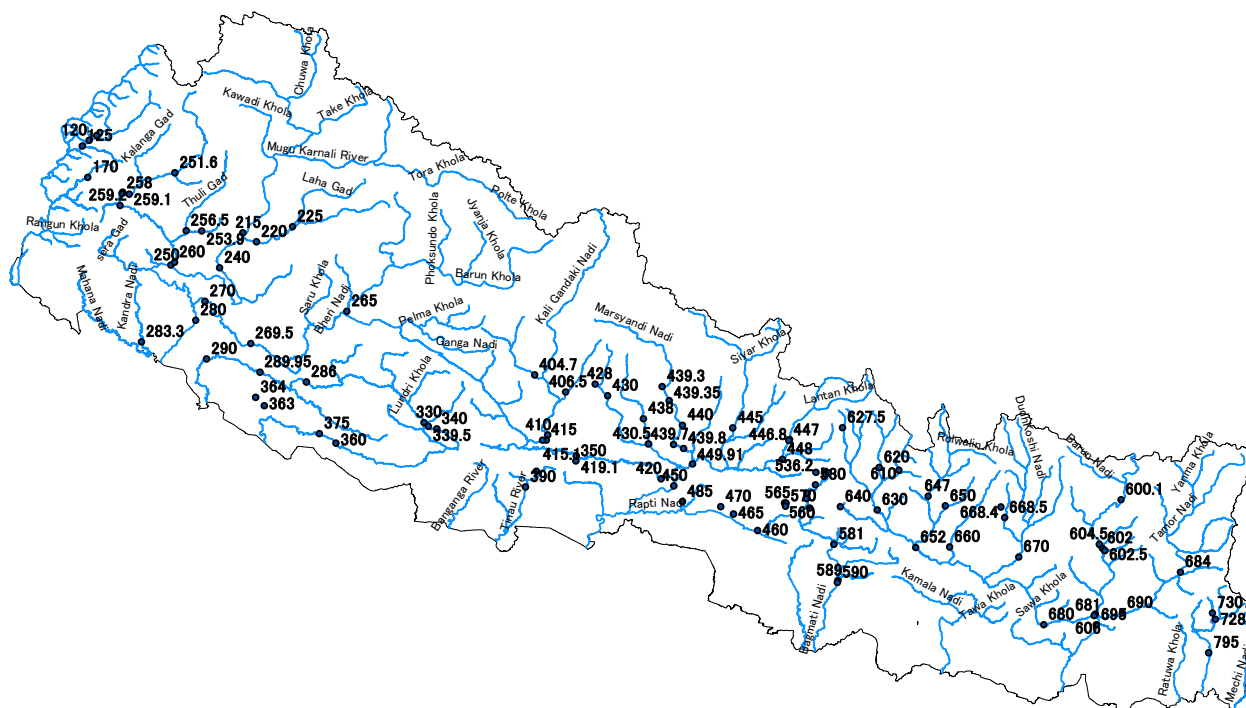 Chuwa Khola
Kawadi Khola
Take Khola
120
125
Kalanga Gad
Mugu Karnali River
Tora Khola
170
251.6
258
259.2
259.1
Thuli Gad
Laha Gad
Polte Khola
Rangun Khola
sera Gad
256.5
215
225
253.9
220
Phoksundo Khola
Jyanja Khola
250
260
240
Barun Khola
Kali Gandaki Nadi
Mahana Nadi
Kandra Nadi
Saru Khola
Bheri Nadi
270
265
280
Pelma Khola
Marsyandi Nadi
283.3
269.5
Ganga Nadi
Sivar Khola
290
289.95
286
404.7
428
439.3
406.5
430
439.35
Lantan Khola
364
363
Lundri Khola
330
340
339.5
438
440
445
627.5
375
360
410
415
430.5
439.7
439.8
446.8
447
448
Rolwalin Khola
Dudhkoshi Nadi
Barun Nadi
Yanma Khola
415.1
350
419.1
420
450
449.91
536.2
620
610
390
Banganga River
Tinau River
Rapti Nadi
485
470
465
460
565
570
560
640
630
647
650
668.4
668.5
600.1
Tamor Nadi
581
652
660
670
604.5
602
602.5
684
589
590
Bagmati Nadi
Kamala Nadi
Tawa Khola
Sawa Khola
680
681
695
606
690
730
728
795
Ratuwa Khola
Mechi Nadi